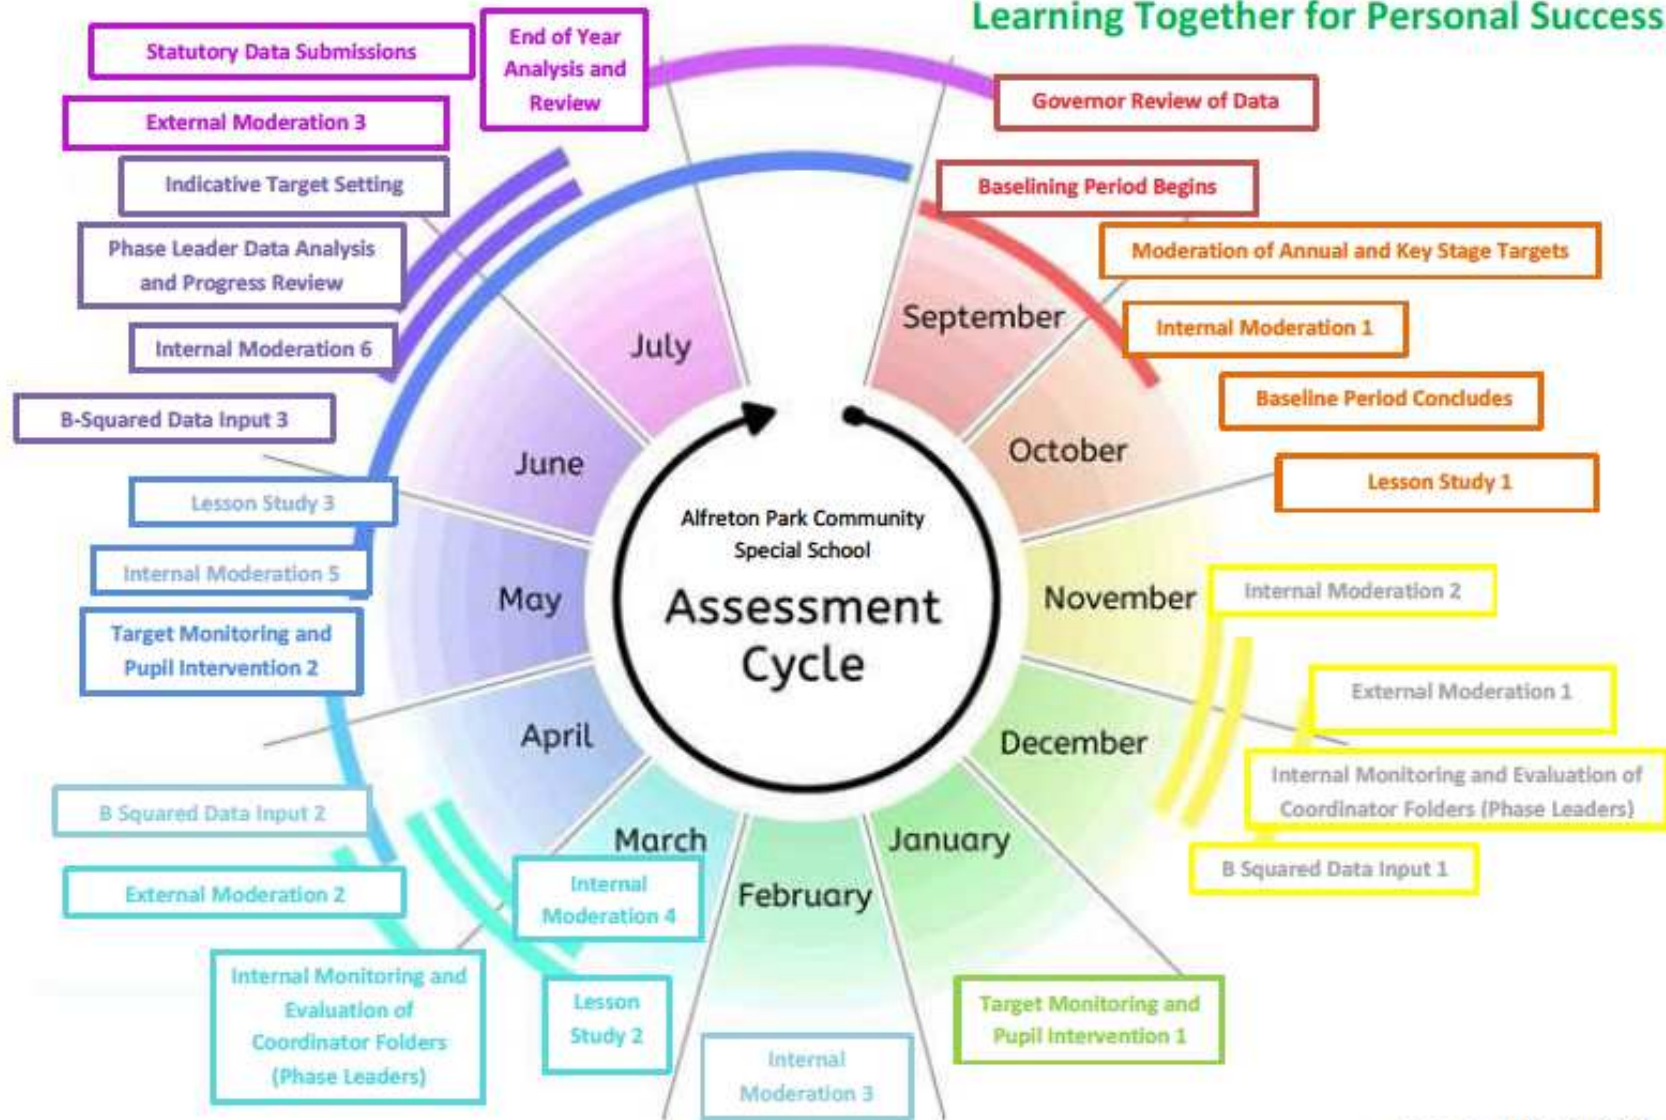 Learning Together for Personal Success
Statutory Data Submissions
End of Year
Analysis and
Review
Governor Review of Data
External Moderation 3
Indicative Target Setting
Baselining Period Begins
Phase Leader Data Analysis
and Progress Review
Moderation of Annual and Key Stage Targets
Internal Moderation 6
Internal Moderation 1
B-Squared Data Input 3
Baseline Period Concludes
Lesson Study 3
Lesson Study 1
Internal Moderation 5
Internal Moderation 2
Target Monitoring and
Pupil Intervention 2
External Moderation 1
Internal Monitoring and Evaluation of
Coordinator Folders (Phase Leaders)
B Squared Data Input 2
B Squared Data Input 1
External Moderation 2
Internal
Moderation 4
Internal Monitoring and
Evaluation of
Coordinator Folders
(Phase Leaders)
Lesson
Study 2
Internal
Moderation 3
Target Monitoring and
Pupil Intervention 1
September
October
November
December
January
February
March
April
May
June
July
Alfreton Park Community
Special School
Assessment
Cycle